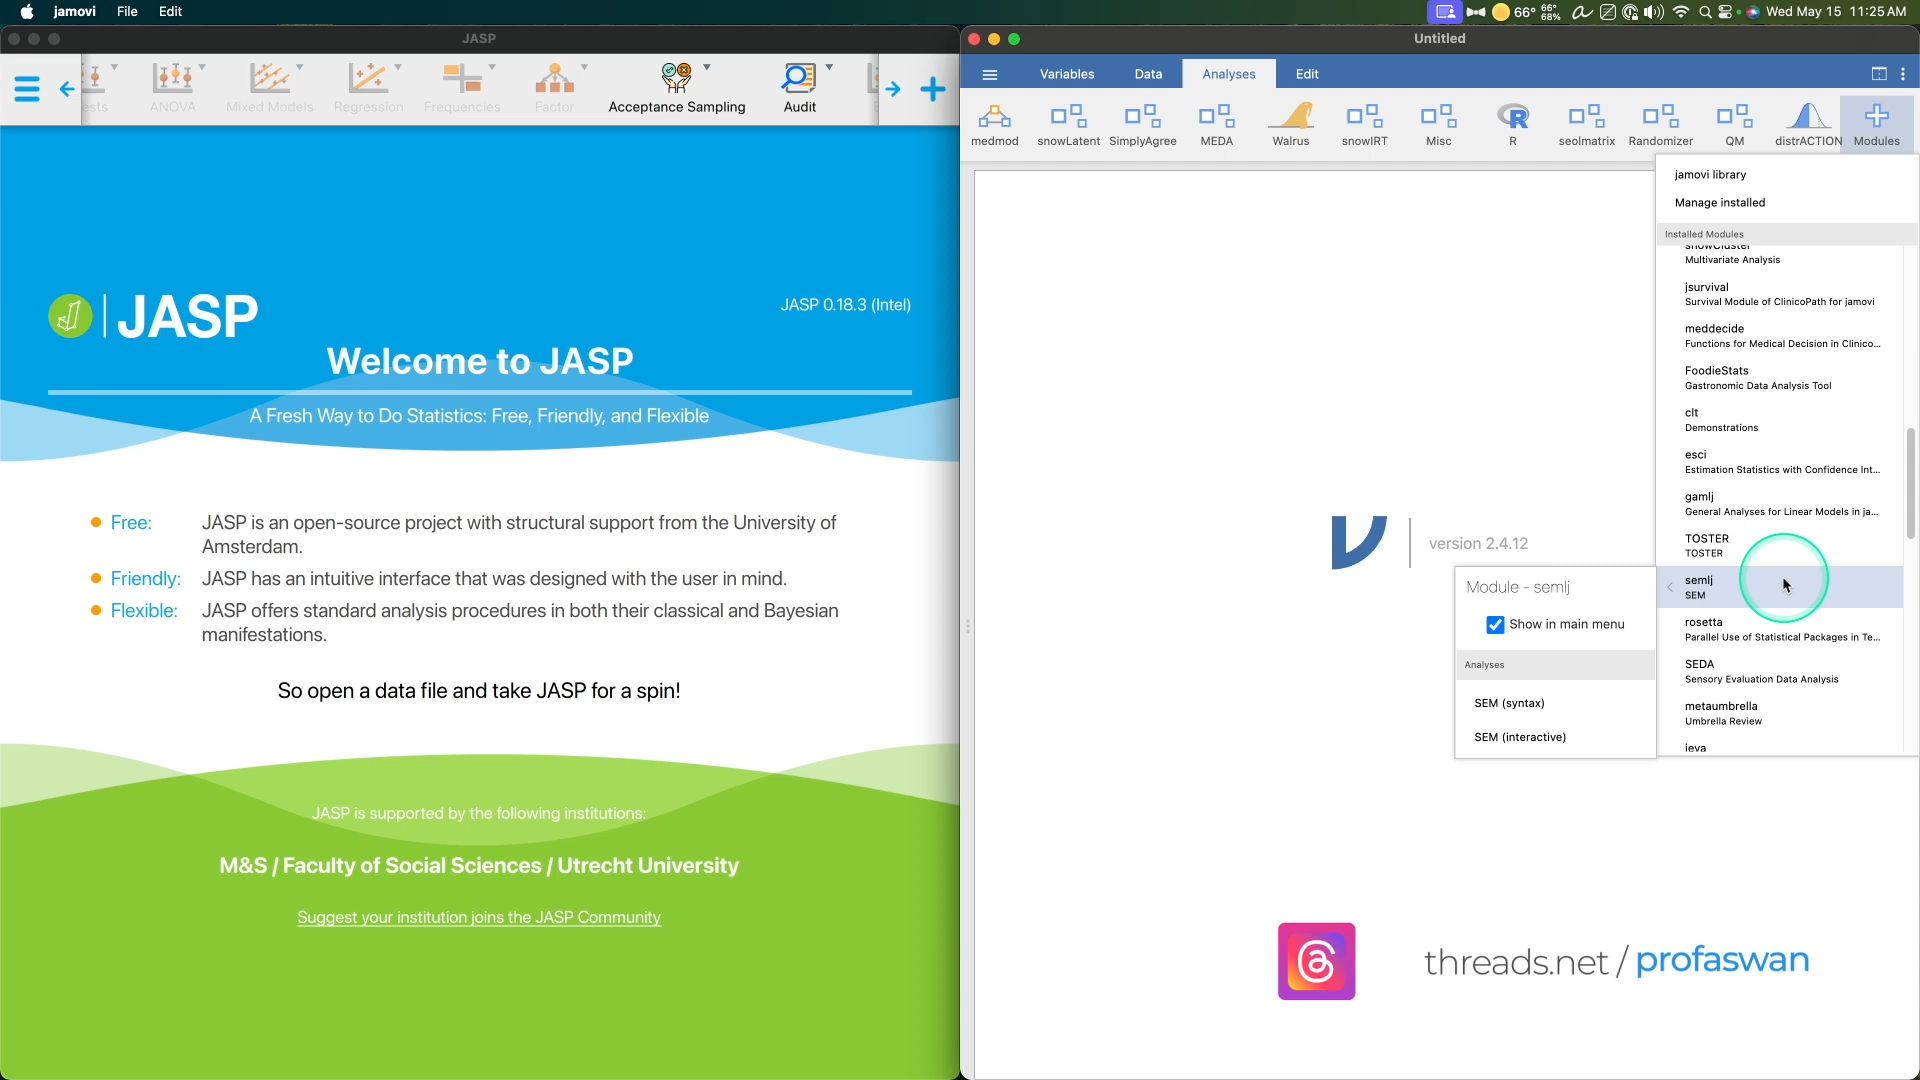 jamovi File Edit
66° 66° 68% Wed May 15 11:25 AM
JASP
ests ANOVA Mixed Models Regression Frequencies Factor Acceptance Sampling Audit
JASP
JASP 0.18.3 (Intel)
Welcome to JASP
A Fresh Way to Do Statistics: Free, Friendly, and Flexible
Free: JASP is an open-source project with structural support from the University of
Amsterdam.
Friendly: JASP has an intuitive interface that was designed with the user in mind.
Flexible: JASP offers standard analysis procedures in both their classical and Bayesian
manifestations.
So open a data file and take JASP for a spin!
JASP is supported by the following institutions:
M&S / Faculty of Social Sciences / Utrecht University
Suggest your institution joins the JASP Community
Untitled
Variables Data Analyses Edit
medmod snowLatent SimplyAgree MEDA Walrus snowIRT Misc R seolmatrix Randomizer QM distrACTION Modules
jamovi library
Manage installed
Installed Modules
snowCluster
Multivariate Analysis
jsurvival
Survival Module of ClinicoPath for jamovi
meddecide
Functions for Medical Decision in Clinico...
FoodieStats
Gastronomic Data Analysis Tool
clt
Demonstrations
esci
Estimation Statistics with Confidence Int...
gamlj
General Analyses for Linear Models in ja...
TOSTER
TOSTER
semlj
SEM
rosetta
Parallel Use of Statistical Packages in Te...
SEDA
Sensory Evaluation Data Analysis
metaumbrella
Umbrella Review
jeva
version 2.4.12
Module - semlj
Show in main menu
Analyses
SEM (syntax)
SEM (interactive)
threads.net / profaswan